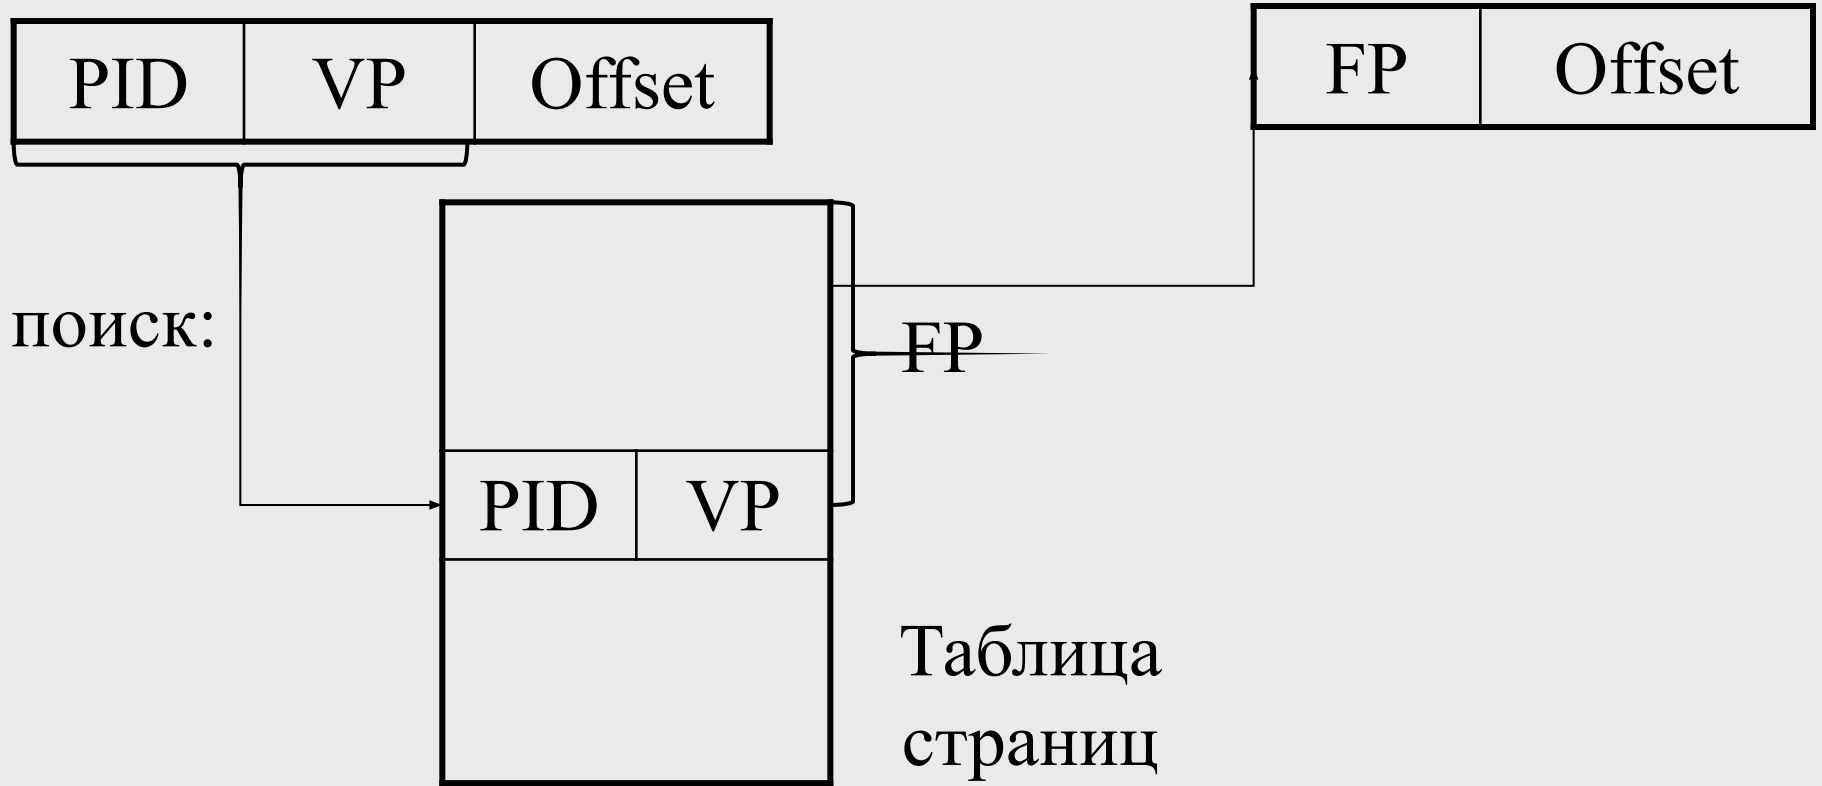 PID VP Offset
FP Offset
поиск:
FP
PID VP
Таблица
страниц